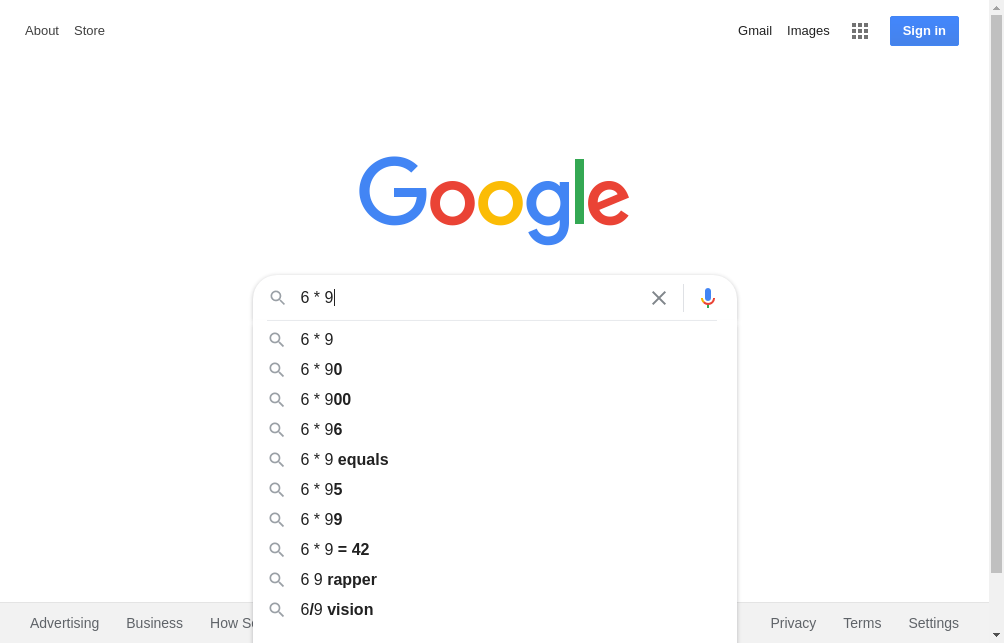 About Store Gmail Images Sign in
Google
6 * 9
6 * 9
6 * 90
6 * 900
6 * 96
6 * 9 equals
6 * 95
6 * 99
6 * 9 = 42
6 9 rapper
6/9 vision
Advertising Business How Privacy Terms Settings